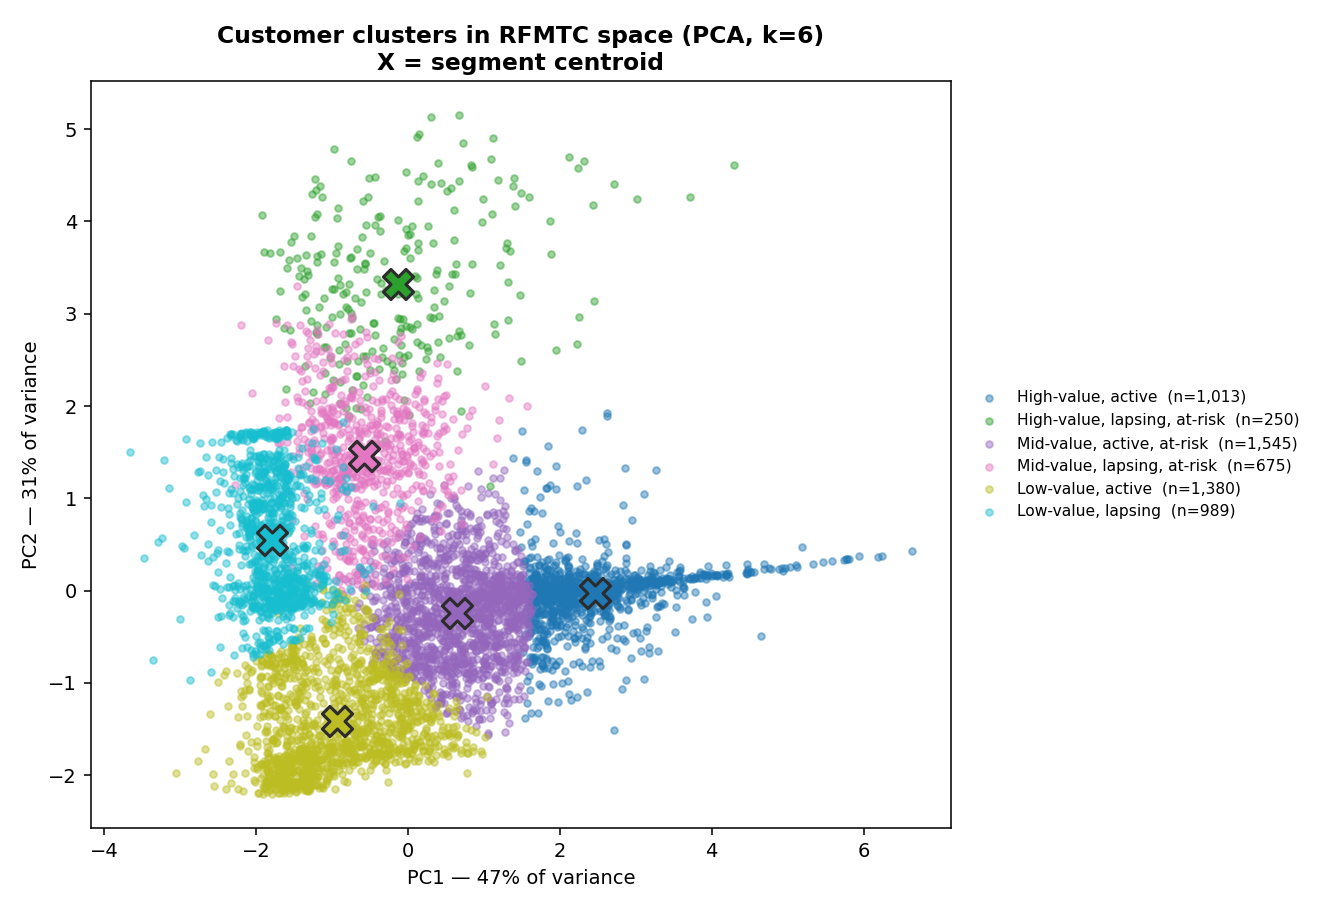 Customer clusters in RFMTC space (PCA, k=6)
X = segment centroid
5
4
3
2
1
0
−1
−2
PC2 — 31% of variance
−4
−2
0
2
4
6
PC1 — 47% of variance
High-value, active (n=1,013)
High-value, lapsing, at-risk (n=250)
Mid-value, active, at-risk (n=1,545)
Mid-value, lapsing, at-risk (n=675)
Low-value, active (n=1,380)
Low-value, lapsing (n=989)